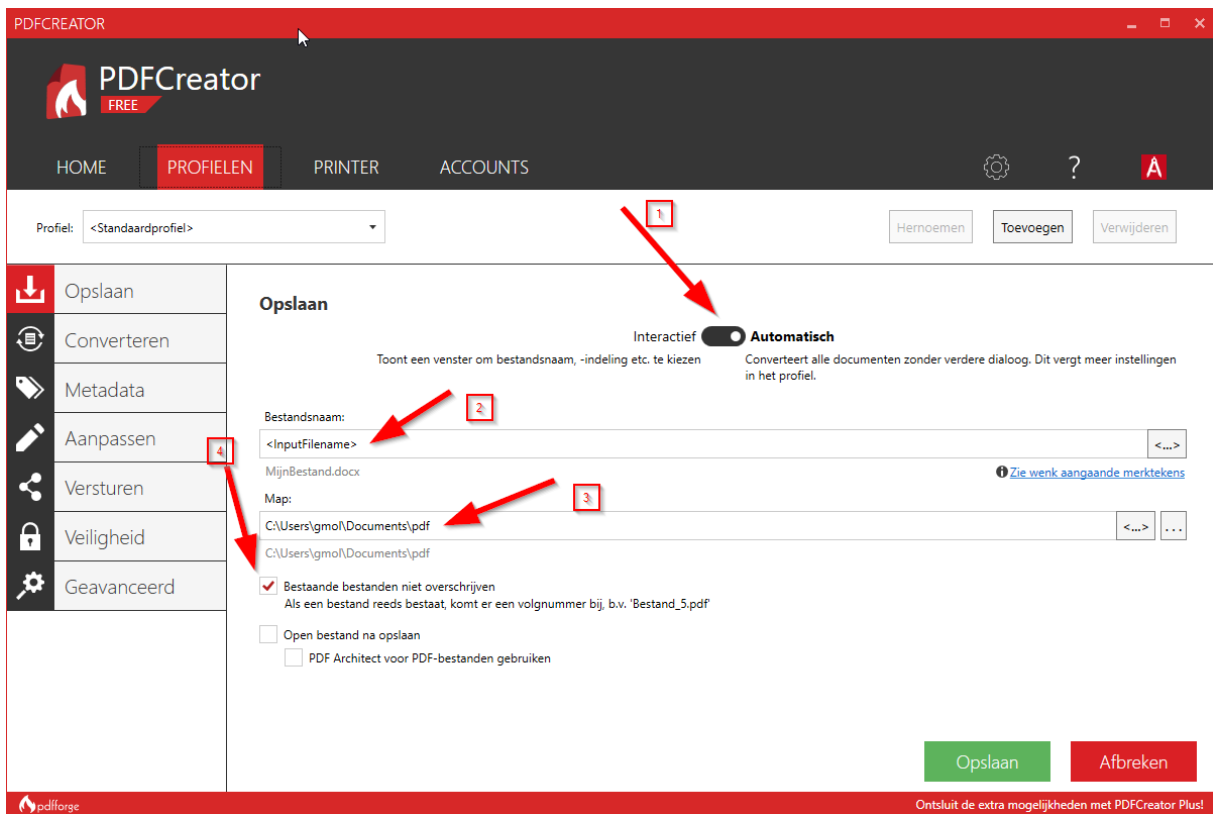 PDFCREATOR
PDFCreator
FREE
HOME PROFIELEN PRINTER ACCOUNTS ?
Profiel: <Standaardprofiel> Hernoemen Toevoegen Verwijderen
1
Opslaan
Converteren
Metadata
Aanpassen
Versturen
Veiligheid
Geavanceerd
Opslaan
Interactief Automatisch
Toont een venster om bestandsnaam, -indeling etc. te kiezen
Converteert alle documenten zonder verdere dialoog. Dit vergt meer instellingen
in het profiel.
2
Bestandsnaam:
<InputFilename> <...>
4
MijnBestand.docx Zie wenk aangaande merktekens
Map:
3
C:\Users\gmol\Documents\pdf <...> ...
C:\Users\gmol\Documents\pdf
Bestaande bestanden niet overschrijven
Als een bestand reeds bestaat, komt er een volgnummer bij, b.v. 'Bestand_5.pdf'
Open bestand na opslaan
PDF Architect voor PDF-bestanden gebruiken
Opslaan Afbreken
pdfforge Ontsluit de extra mogelijkheden met PDFCreator Plus!